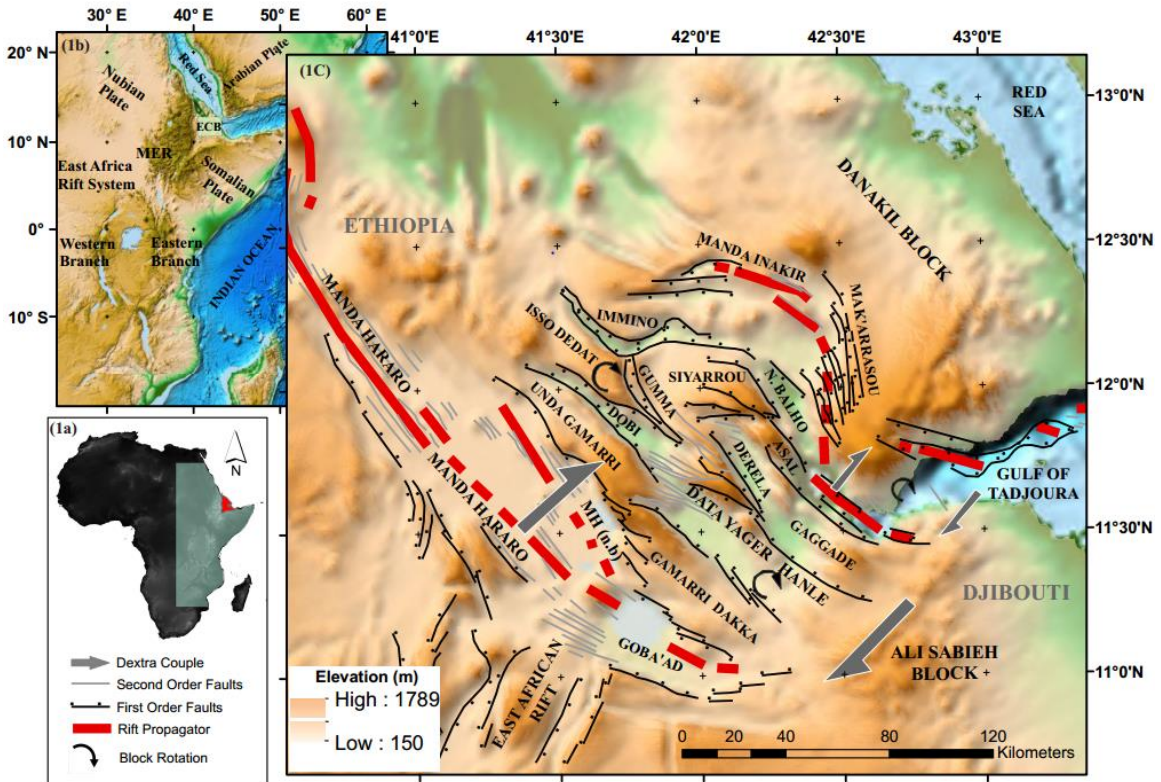 30° E
40° E
50° E
60° E
41°0'E
41°30'E
42°0'E
42°30'E
43°0'E
20° N
10° N
0°
10° S
(1b)
Nubian
Plate
Red Sea
Arabian Plate
ECB
MER
East Africa
Rift System
Somalian
Plate
Western
Branch
Eastern
Branch
INDIAN OCEAN
(1a)
N
Dextra Couple
Second Order Faults
First Order Faults
Rift Propagator
Block Rotation
(1C)
RED
SEA
13°0'N
12°30'N
12°0'N
11°30'N
11°0'N
ETHIOPIA
DANAKIL BLOCK
MANDA INAKIR
MAK'ARRASOU
MANDA HARARO
ISSO DEDAT
IMMINO
GUMMA
SIYARROU
N. BALHO
UNDA GAMARRI
DOBI
DERELA
ASAL
MANDA HARARO
MH (n.b)
DATA YAGER
GAGGADE
HANLE
GAMARRI DAKKA
GULF OF
TADJOURA
DJIBOUTI
GOBA'AD
ALI SABIEH
BLOCK
EAST AFRICAN
RIFT
Elevation (m)
High : 1789
Low : 150
0 20 40 80 120
Kilometers